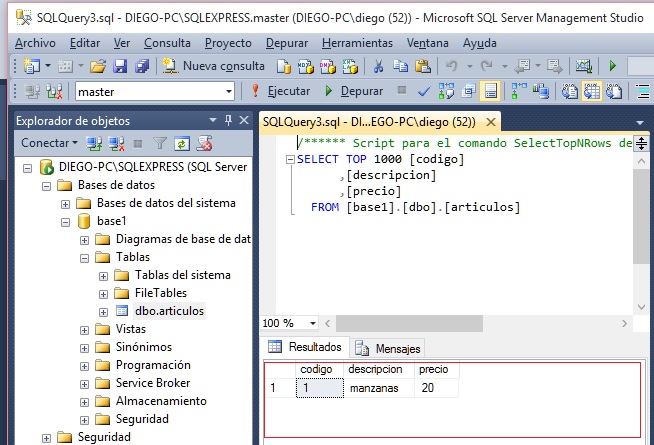 SQLQuery3.sql - DIEGO-PC\SQLEXPRESS.master (DIEGO-PC\diego (52)) - Microsoft SQL Server Management Studio
Archivo Editar Ver Consulta Proyecto Depurar Herramientas Ventana Ayuda
Nueva consulta
master Ejecutar Depurar
Explorador de objetos
Conectar
DIEGO-PC\SQLEXPRESS (SQL Server
Bases de datos
Bases de datos del sistema
base1
Diagramas de base de dat
Tablas
Tablas del sistema
FileTables
dbo.articulos
Vistas
Sinónimos
Programación
Service Broker
Almacenamiento
Seguridad
Seguridad
SQLQuery3.sql - DI...EGO-PC\diego (52))
/****** Script para el comando SelectTopNRows de
SELECT TOP 1000 [codigo]
,[descripcion]
,[precio]
FROM [base1].[dbo].[articulos]
100 %
Resultados Mensajes
codigo descripcion precio
1 1 manzanas 20